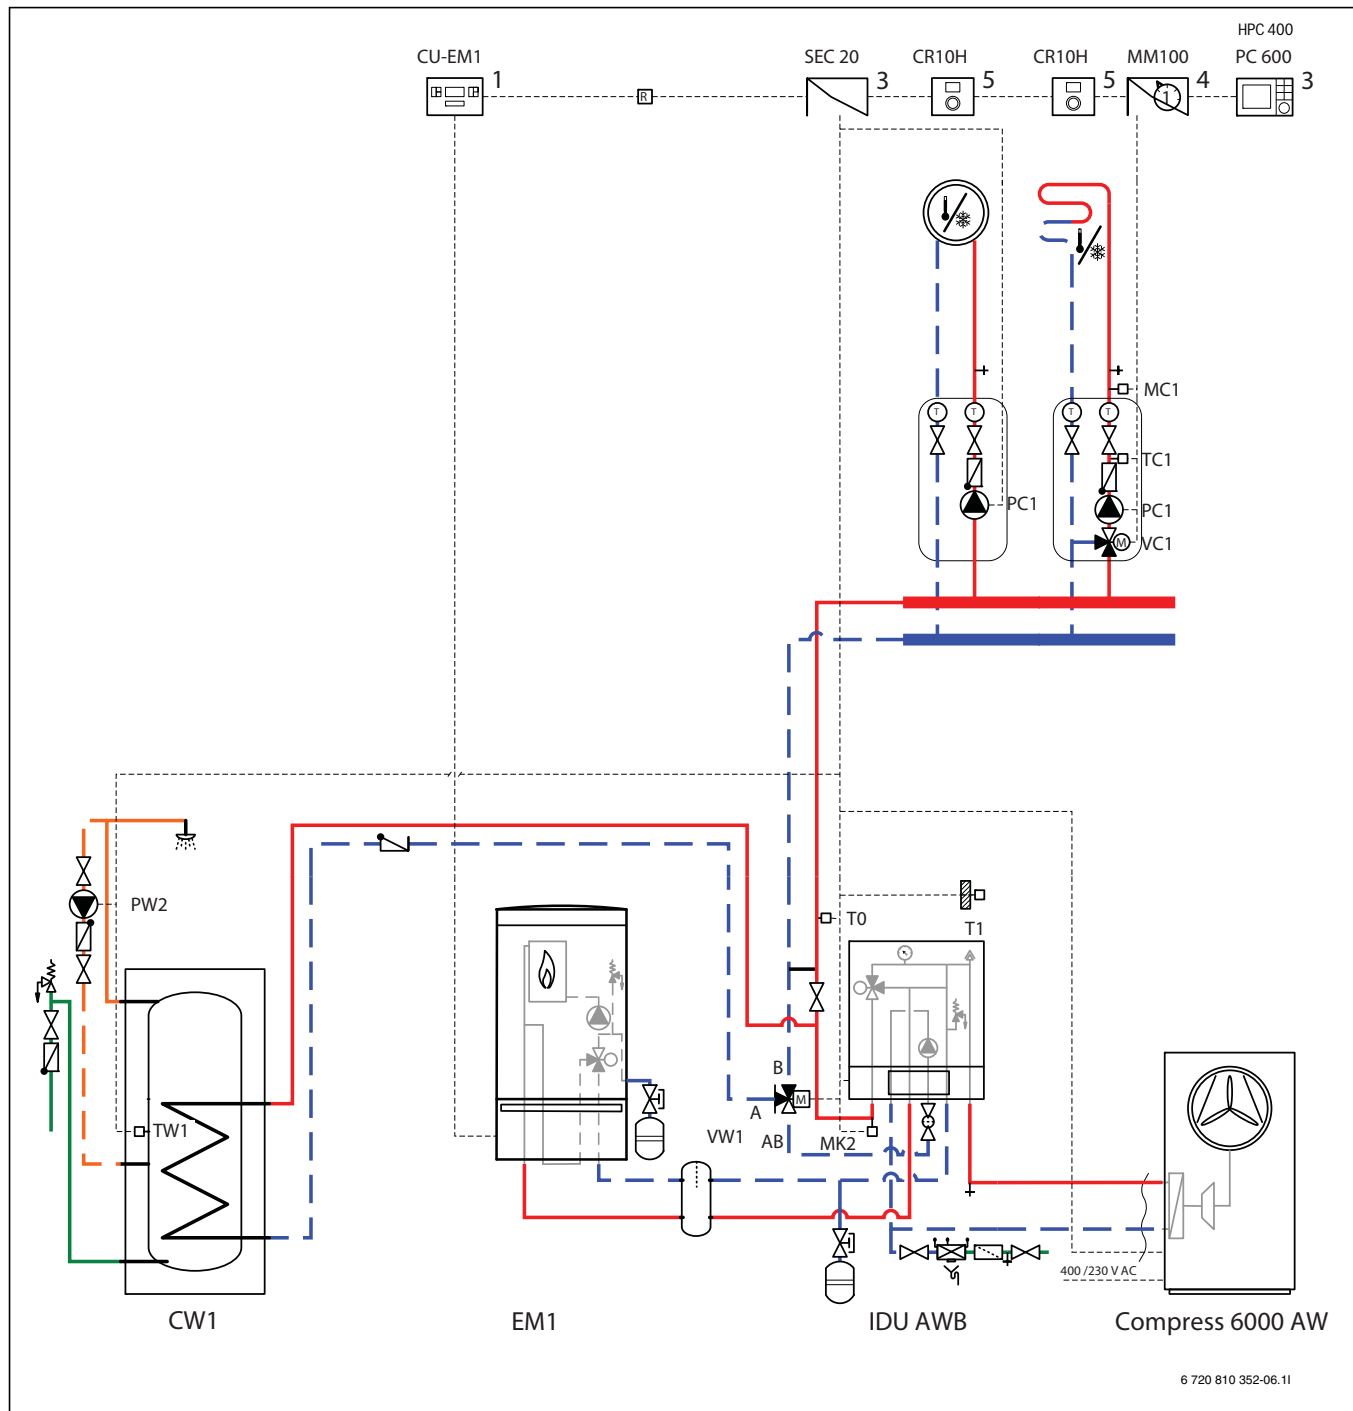 HPC 400
CU-EM1
SEC 20
CR10H
CR10H
MM100
PC 600
1
R
3
5
5
1
4
3
MC1
T
T
T
T
TC1
PC1
PC1
M
VC1
PW2
T0
T1
B
A
M
TW1
VW1
AB
MK2
400 /230 V AC
CW1
EM1
IDU AWB
Compress 6000 AW
6 720 810 352-06.1I